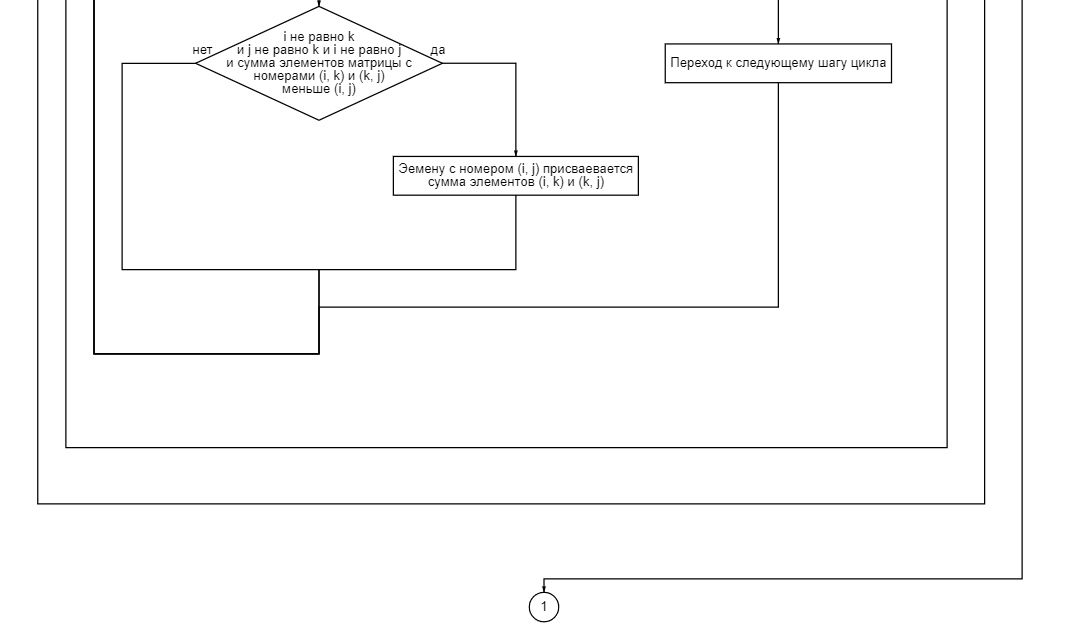 i не равно k
нет и j не равно k и i не равно j да
и сумма элементов матрицы с
номерами (i, k) и (k, j)
меньше (i, j)
Переход к следующему шагу цикла
Эемену с номером (i, j) присваевается
сумма элементов (i, k) и (k, j)
1